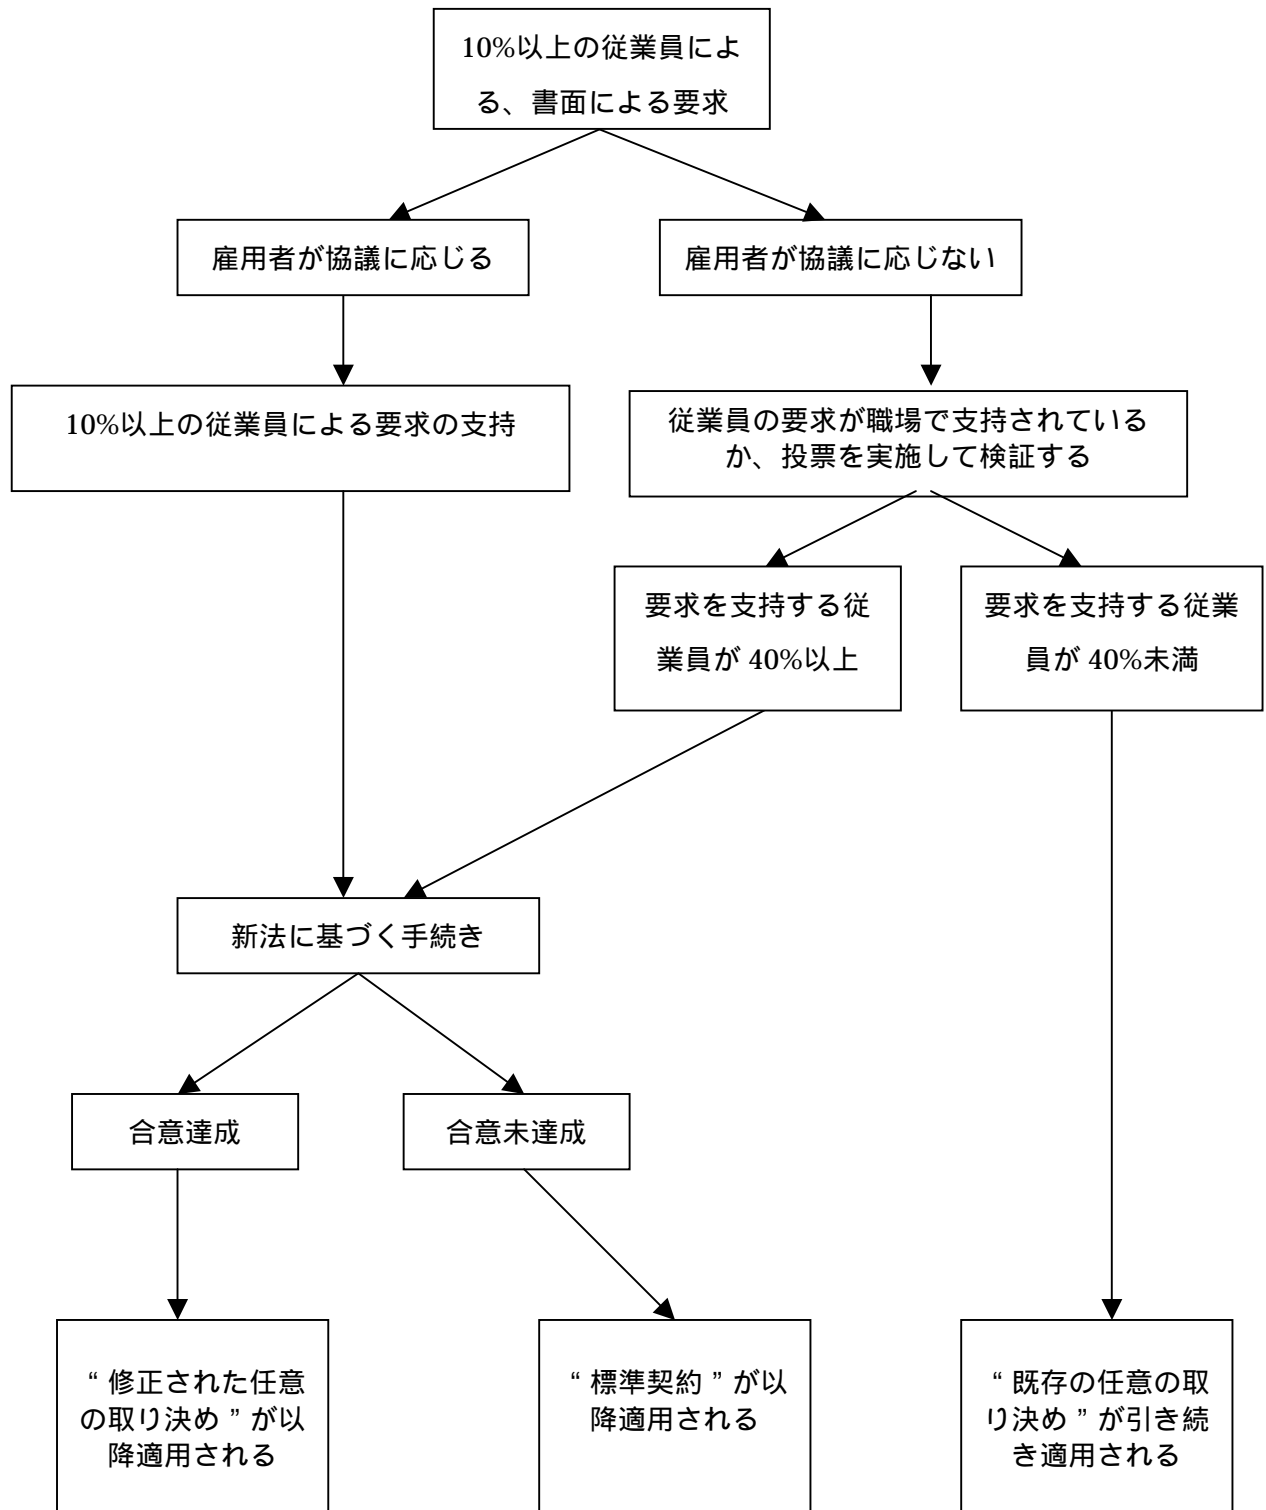 10%以上の従業員によ
る、書面による要求
雇用者が協議に応じる
雇用者が協議に応じない
10%以上の従業員による要求の支持
従業員の要求が職場で支持されている
か、投票を実施して検証する
要求を支持する従
業員が 40%以上
要求を支持する従業
員が 40%未満
新法に基づく手続き
合意達成
合意未達成
“ 修正された任意
の取り決め ” が以
降適用される
“ 標準契約 ” が以
降適用される
“ 既存の任意の取
り決め ” が引き続
き適用される